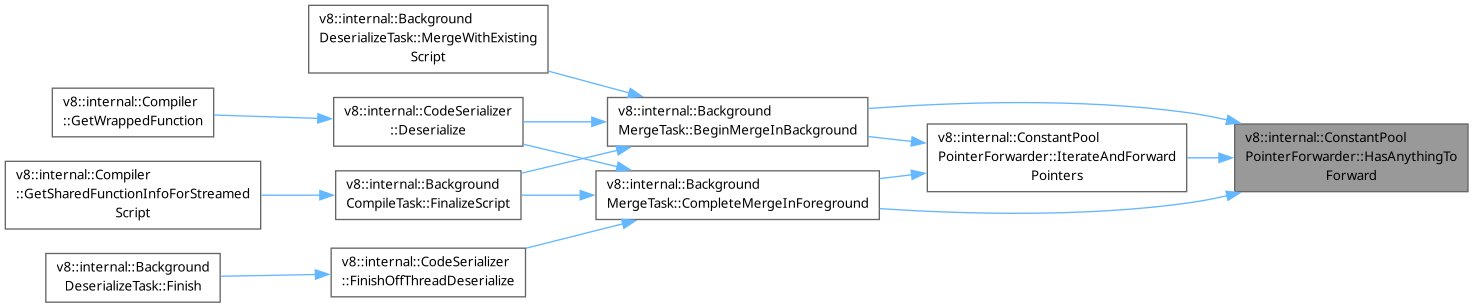 v8::internal::Background
DeserializeTask::MergeWithExisting
Script
v8::internal::Compiler
::GetWrappedFunction
v8::internal::CodeSerializer
::Deserialize
v8::internal::Background
MergeTask::BeginMergeInBackground
v8::internal::ConstantPool
PointerForwarder::IterateAndForward
Pointers
v8::internal::ConstantPool
PointerForwarder::HasAnythingTo
Forward
v8::internal::Compiler
::GetSharedFunctionInfoForStreamed
Script
v8::internal::Background
CompileTask::FinalizeScript
v8::internal::Background
MergeTask::CompleteMergeInForeground
v8::internal::Background
DeserializeTask::Finish
v8::internal::CodeSerializer
::FinishOffThreadDeserialize